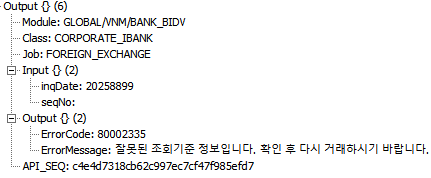 Output {} (6)
Module: GLOBAL/VNM/BANK_BIDV
Class: CORPORATE_IBANK
Job: FOREIGN_EXCHANGE
Input {} (2)
inqDate: 20258899
seqNo:
Output {} (2)
ErrorCode: 80002335
ErrorMessage: 잘못된 조회기준 정보입니다. 확인 후 다시 거래하시기 바랍니다.
API_SEQ: c4e4d7318cb62c997ec7cf47f985efd7